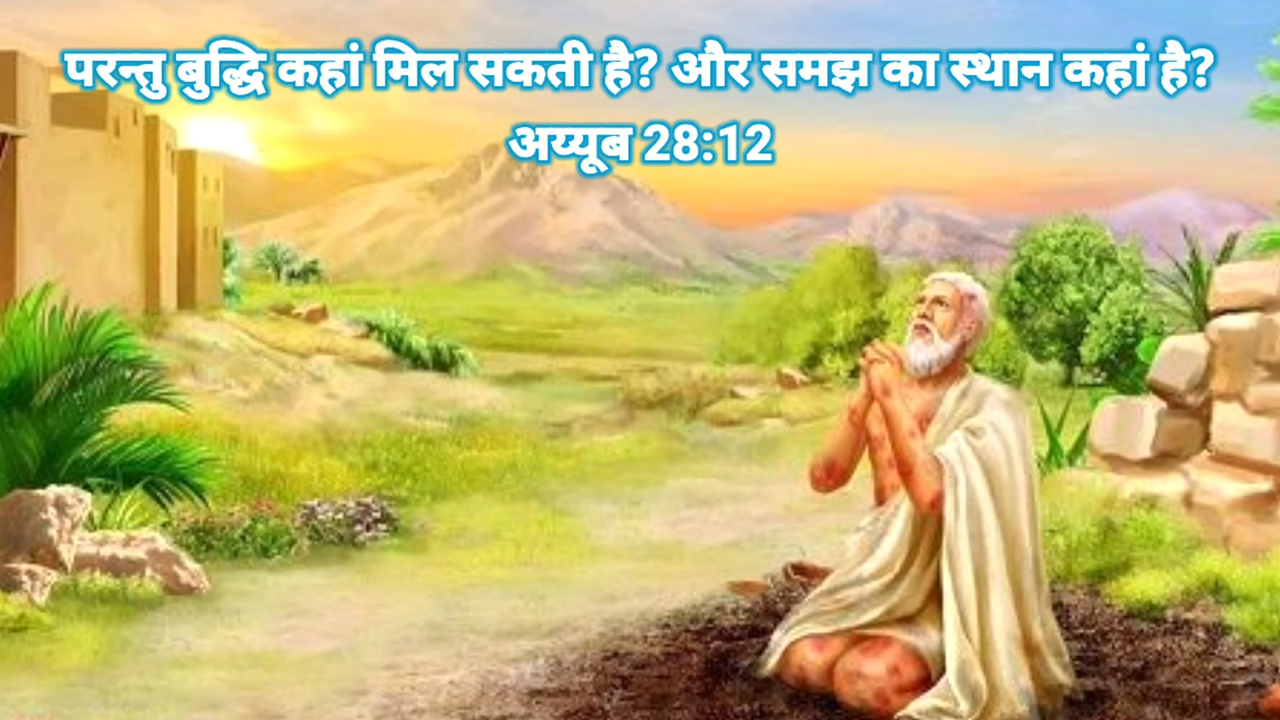 परन्तु बुद्धि कहां मिल सकती है? और समझ का स्थान कहां है?
अय्यूब 28:12